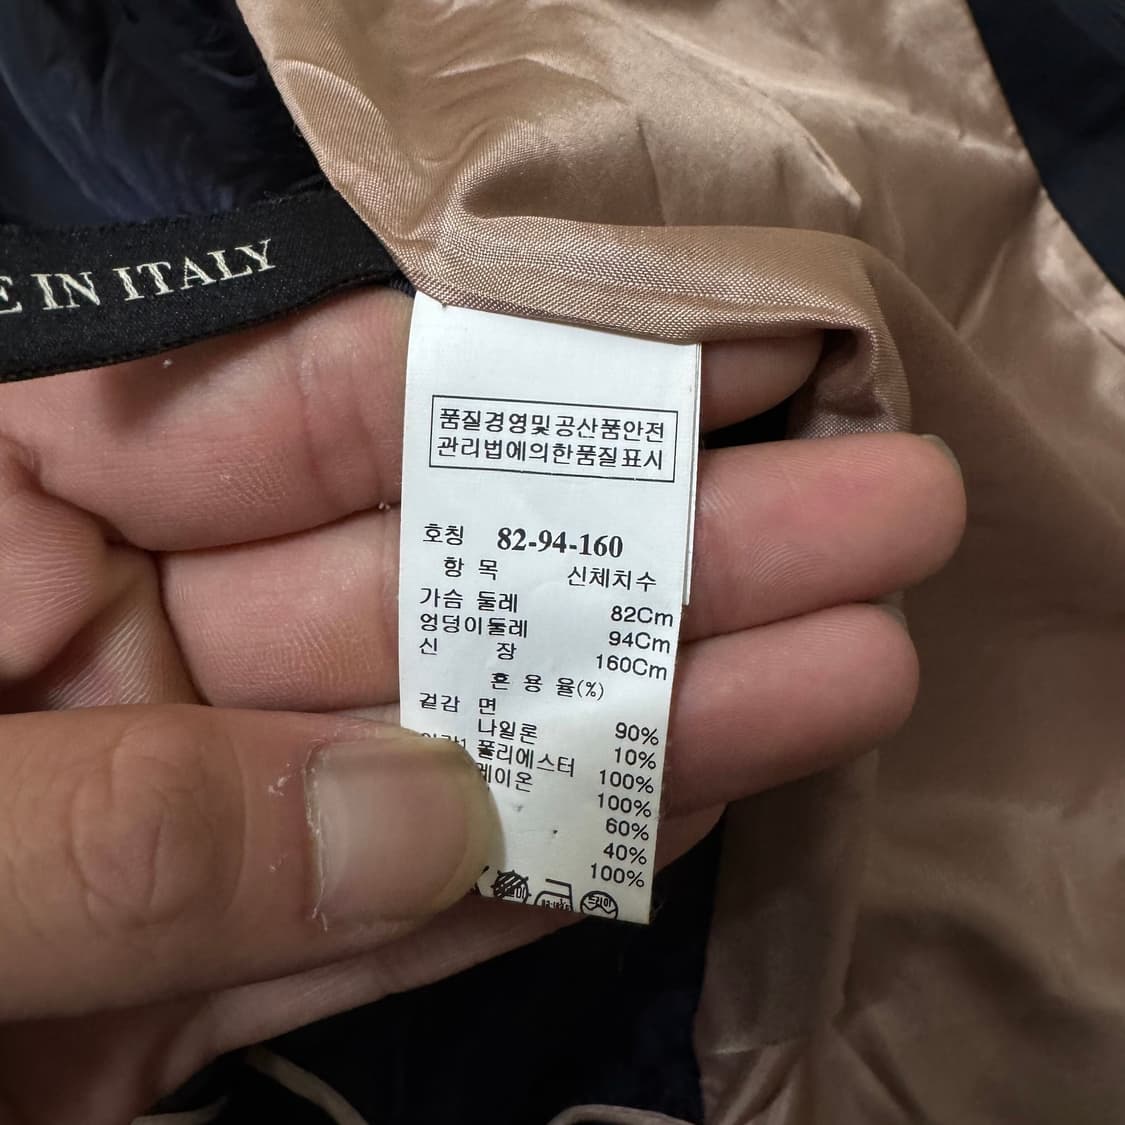 E IN ITALY
품질경영및공산품안전
관리법에의한품질표시
호칭 82-94-160
항 목 신체치수
가슴 둘레 82Cm
엉덩이둘레 94Cm
신 장 160Cm
혼 용 율(%)
겉감 면 90%
나일론 10%
폴리에스터 100%
레이온 100%
60%
40%
100%
드라이